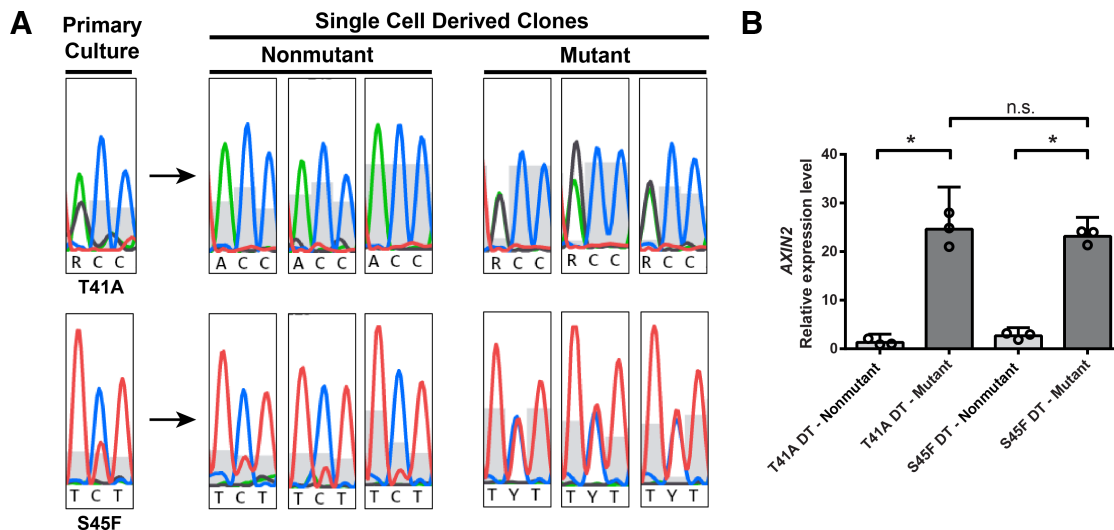 A
Primary
Culture
Single Cell Derived Clones
Nonmutant
Mutant
R C C
A C C
A C C
A C C
R C C
R C C
R C C
T41A
T C T
T C T
T C T
T C T
T Y T
T Y T
T Y T
S45F
B
n.s.
*
*
AXIN2
Relative expression level
40
30
20
10
0
T41A DT - Nonmutant
T41A DT - Mutant
S45F DT - Nonmutant
S45F DT - Mutant